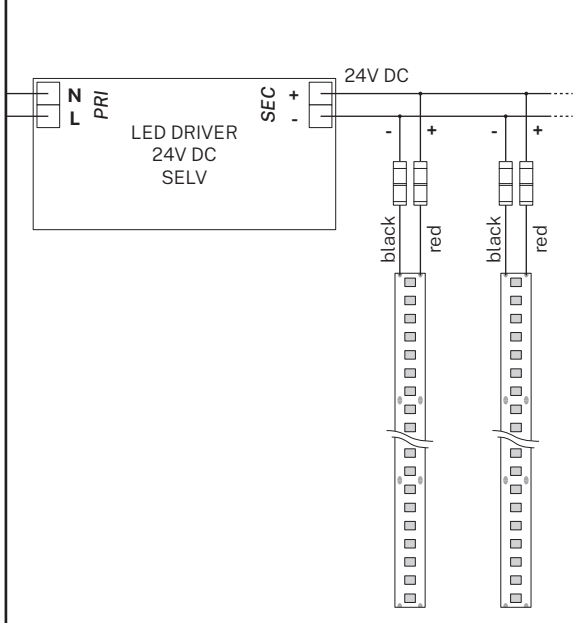 24V DC
N
PRI
L
SEC
+
-
LED DRIVER
24V DC
SELV
-
+
-
+
black
red
black
red